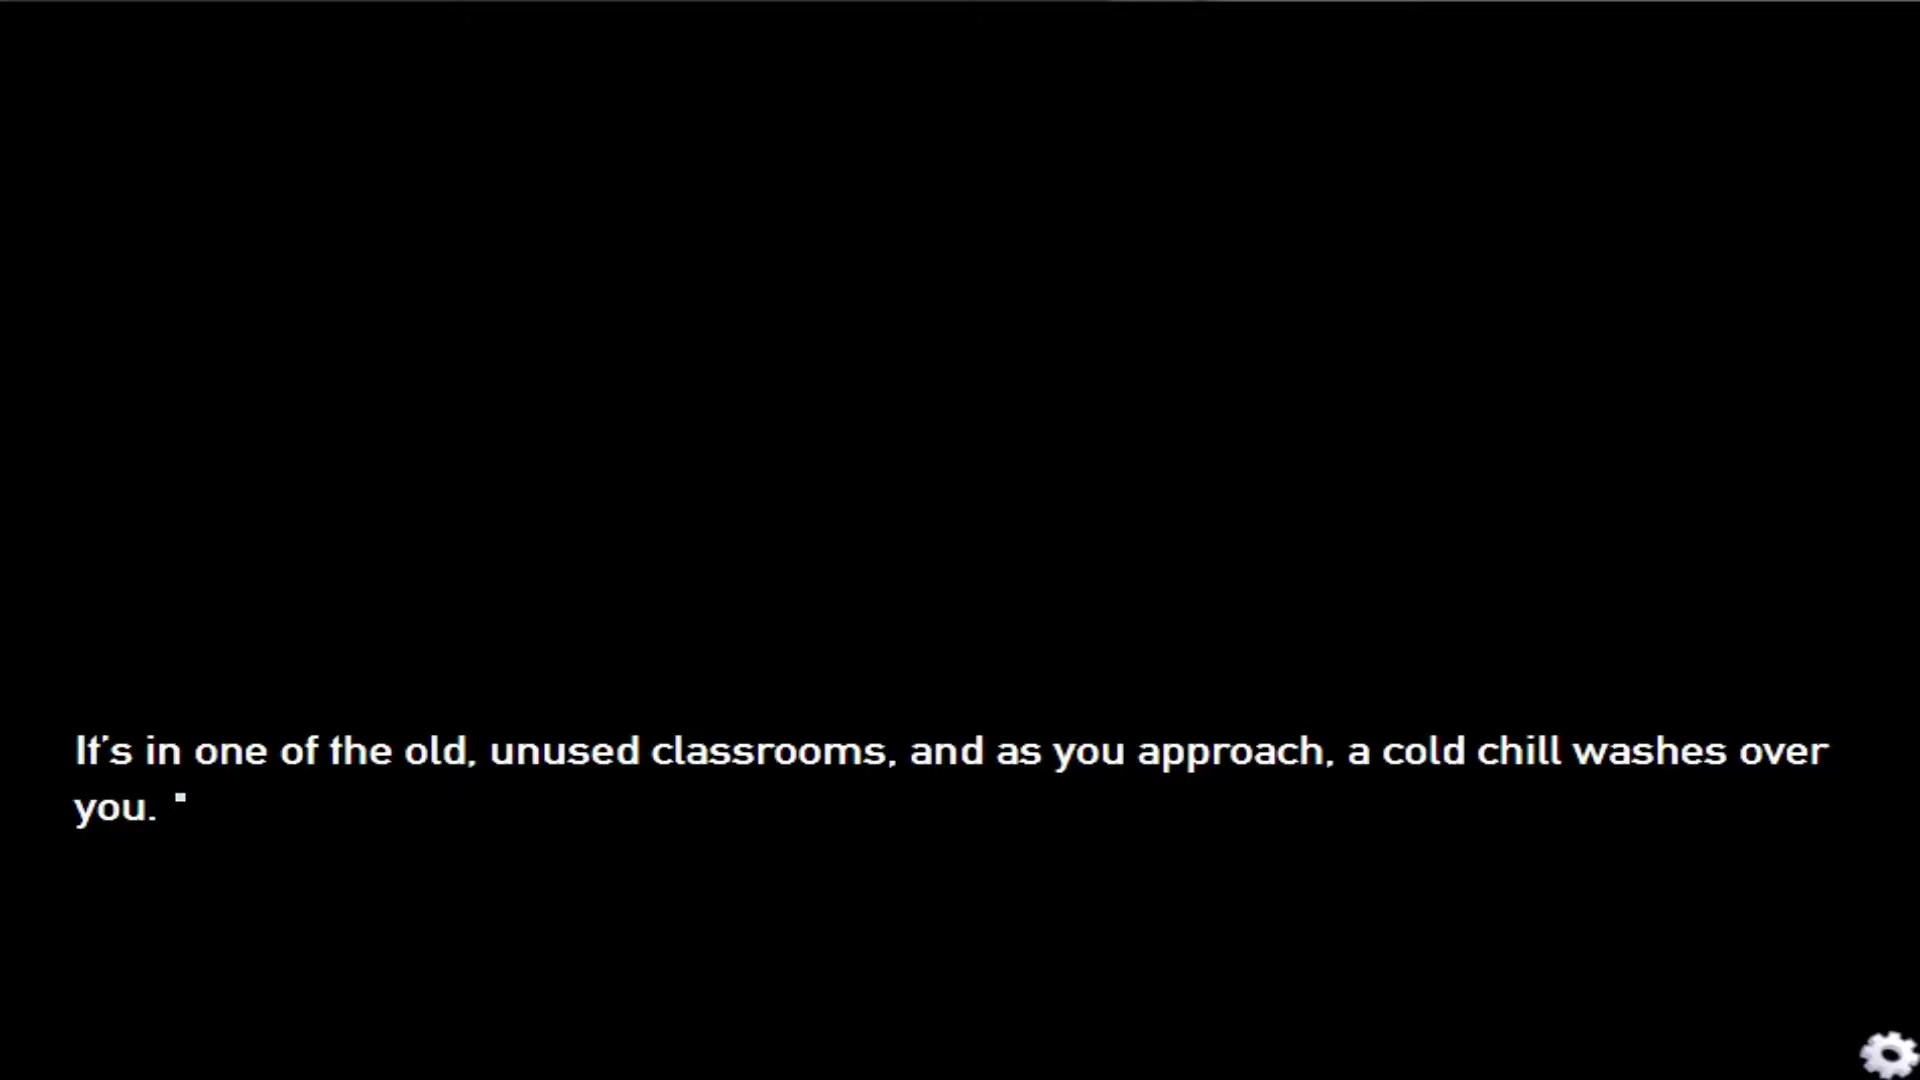 It's in one of the old, unused classrooms, and as you approach, a cold chill washes over
you.